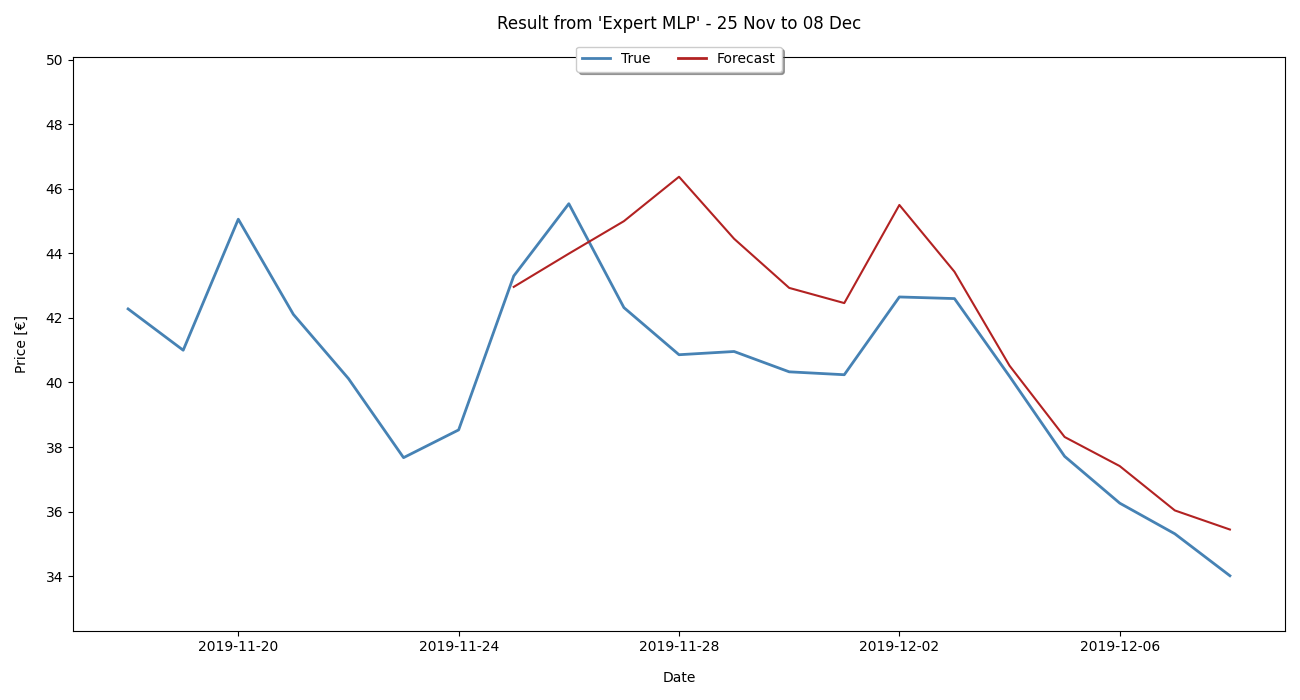 Result from 'Expert MLP' - 25 Nov to 08 Dec
True Forecast
50
48
46
44
42
40
38
36
34
Price [€]
2019-11-20 2019-11-24 2019-11-28 2019-12-02 2019-12-06
Date